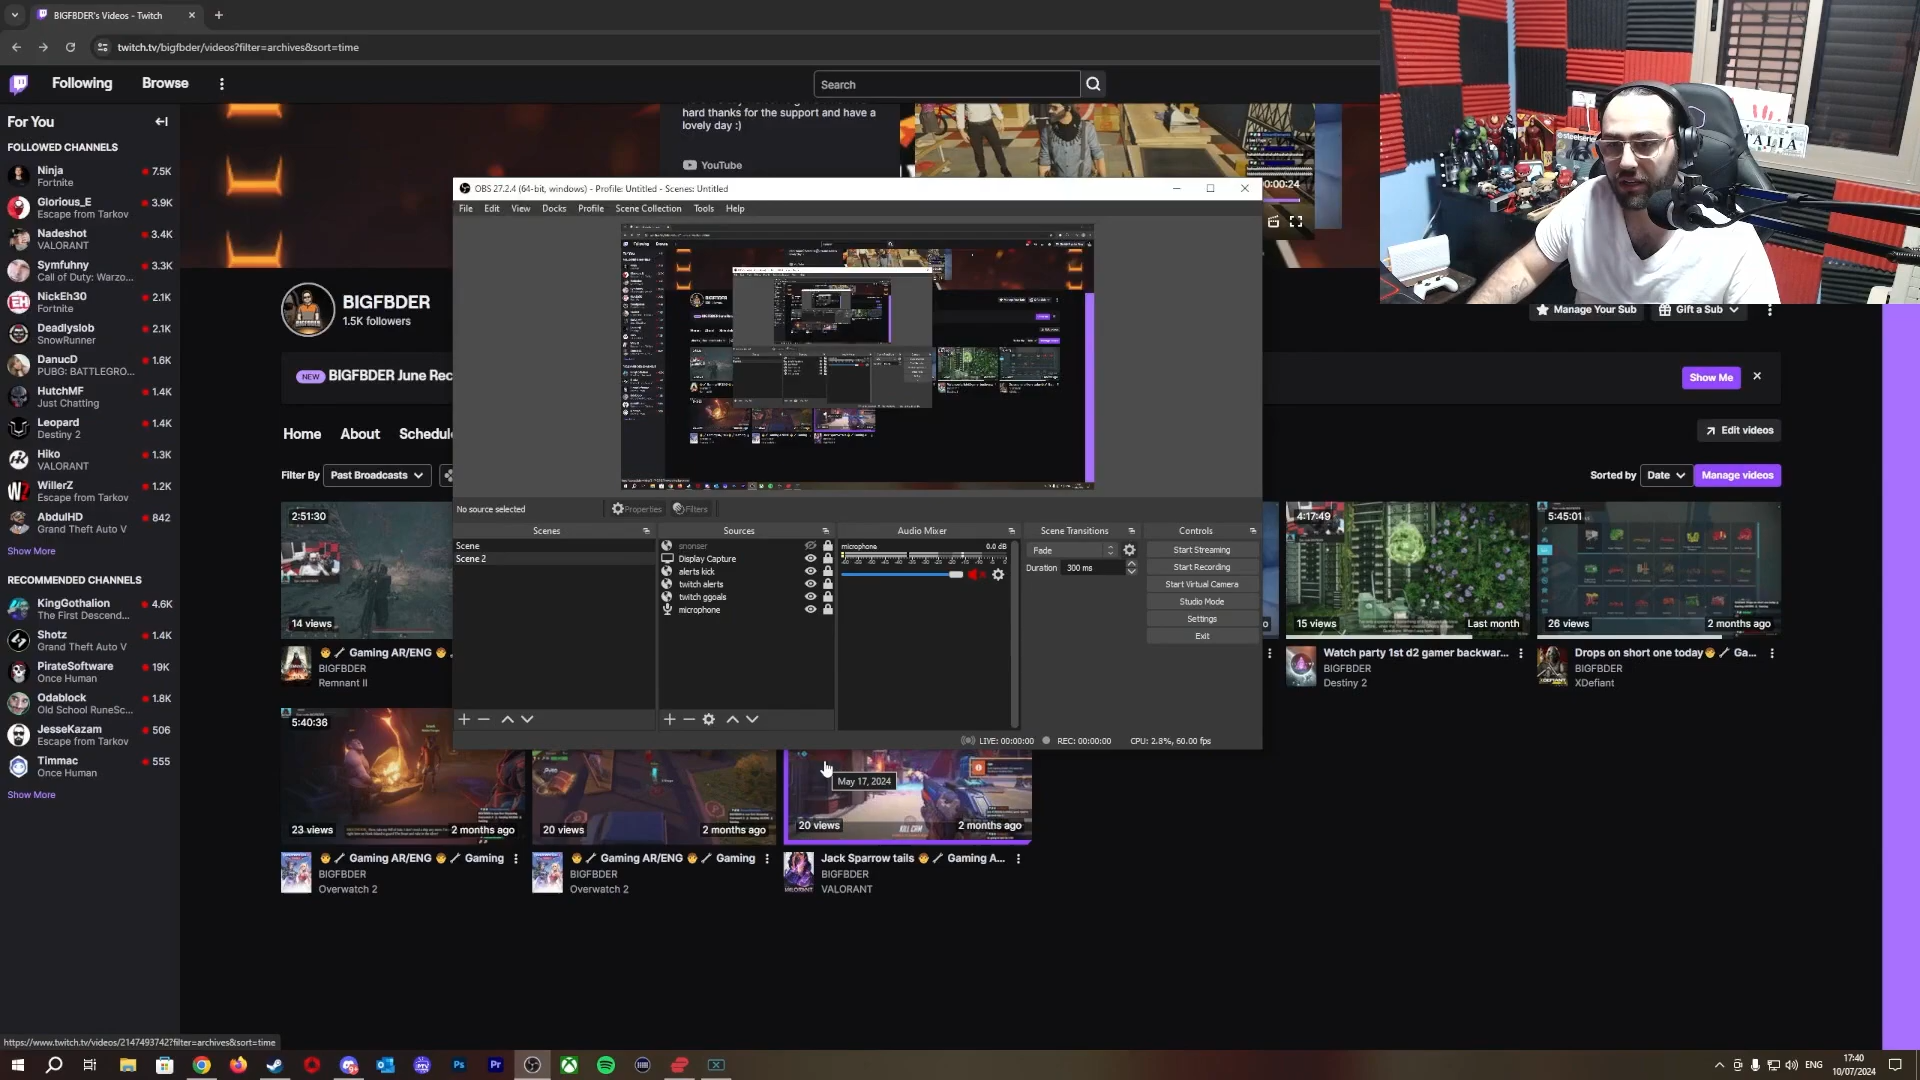 BIGFBDER's Videos - Twitch
twitch.tv/bigfbder/videos?filter=archives&sort=time
Following
Browse
Search
For You
FOLLOWED CHANNELS
Ninja
7.5K
Fortnite
Glorious_E
3.9K
Escape from Tarkov
Nadeshot
3.4K
VALORANT
Symfuhny
3.3K
Call of Duty: Warzo...
NickEh30
2.1K
Fortnite
Deadlyslob
2.1K
SnowRunner
DanucD
1.6K
PUBG: BATTLEGRO...
HutchMF
1.4K
Just Chatting
Leopard
1.4K
Destiny 2
Hiko
1.3K
VALORANT
WillerZ
1.2K
Escape from Tarkov
AbdulHD
842
Grand Theft Auto V
Show More
RECOMMENDED CHANNELS
KingGothalion
4.6K
The First Descend...
Shotz
1.4K
Grand Theft Auto V
PirateSoftware
19K
Once Human
Odablock
1.8K
Old School RuneSc...
JesseKazam
506
Escape from Tarkov
Timmac
555
Once Human
Show More
hard thanks for the support and have a
lovely day :)
YouTube
BIGFBDER
1.5K followers
NEW BIGFBDER June Rec
Home
About
Schedul
Filter By
Past Broadcasts
Manage Your Sub
Gift a Sub
Show Me
Edit videos
Sorted by
Date
Manage videos
OBS 27.2.4 (64-bit, windows) - Profile: Untitled - Scenes: Untitled
File
Edit
View
Docks
Profile
Scene Collection
Tools
Help
No source selected
Properties
Filters
Scenes
Scene
Scene 2
Sources
snonser
Display Capture
alerts kick
twitch alerts
twitch ggoals
microphone
Audio Mixer
microphone
0.0 dB
Scene Transitions
Fade
Duration
300 ms
Controls
Start Streaming
Start Recording
Start Virtual Camera
Studio Mode
Settings
Exit
LIVE: 00:00:00
REC: 00:00:00
CPU: 2.8%, 60.00 fps
2:51:30
14 views
Gaming AR/ENG
BIGFBDER
Remnant II
4:17:49
15 views
Last month
Watch party 1st d2 gamer backwar...
BIGFBDER
Destiny 2
5:45:01
26 views
2 months ago
Drops on short one today Ga...
BIGFBDER
XDefiant
5:40:36
23 views
2 months ago
Gaming AR/ENG Gaming
BIGFBDER
Overwatch 2
20 views
2 months ago
Gaming AR/ENG Gaming
BIGFBDER
Overwatch 2
May 17, 2024
KILL CAM
20 views
2 months ago
Jack Sparrow tails Gaming A...
BIGFBDER
VALORANT
https://www.twitch.tv/videos/2147493742?filter=archives&sort=time
ENG
17:40
10/07/2024